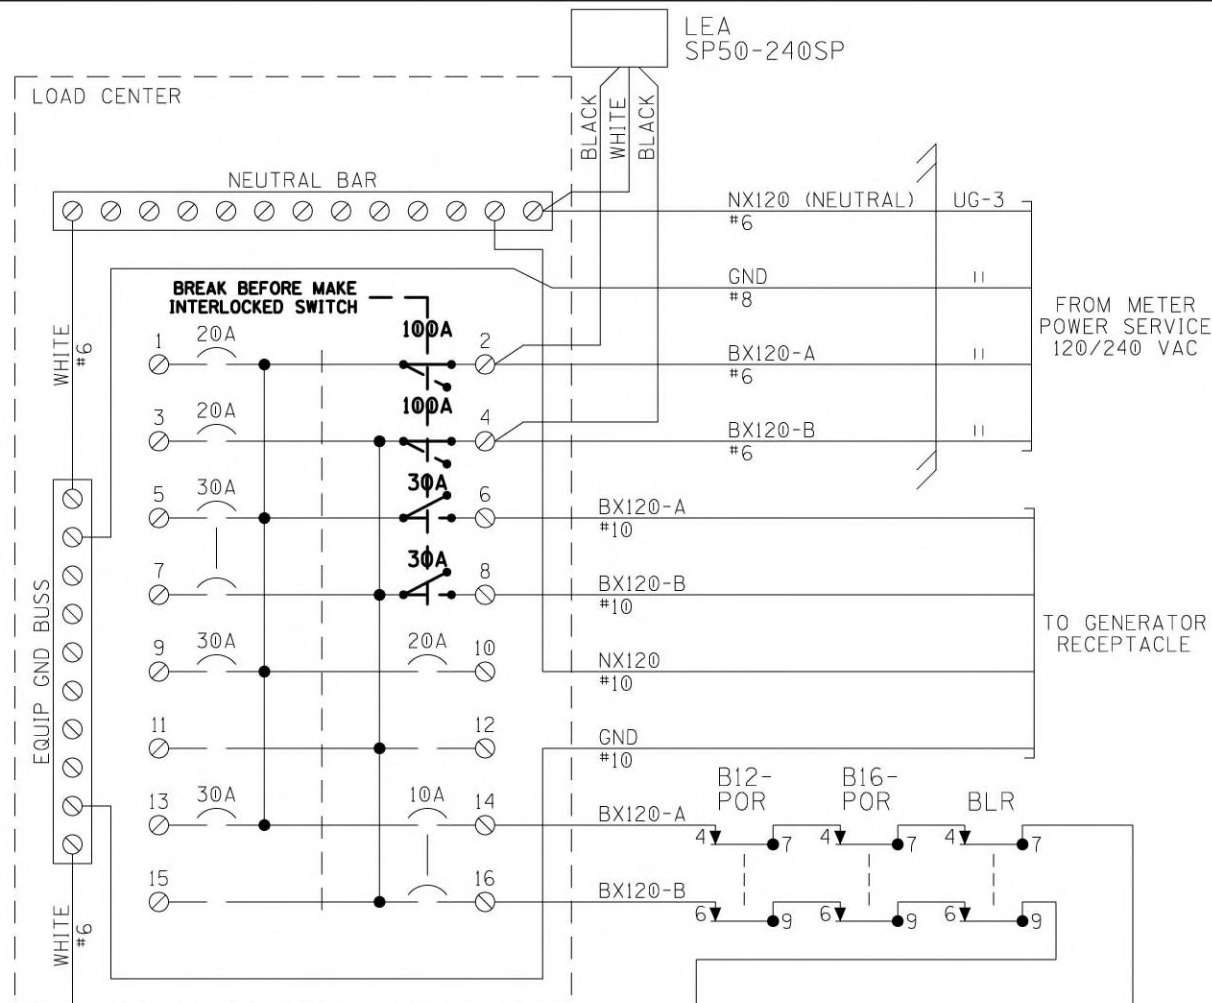 LEA
SP50-240SP
LOAD CENTER
BLACK
WHITE
BLACK
NEUTRAL BAR
NX120 (NEUTRAL)
#6
UG-3
GND
#8
"
BREAK BEFORE MAKE
INTERLOCKED SWITCH
FROM METER
POWER SERVICE
120/240 VAC
WHITE
#6
1
20A
100A
2
BX120-A
#6
"
3
20A
100A
4
BX120-B
#6
"
5
30A
30A
6
BX120-A
#10
7
30A
8
BX120-B
#10
TO GENERATOR
RECEPTACLE
EQUIP GND BUSS
9
30A
20A
10
NX120
#10
11
12
GND
#10
B12-
POR
B16-
POR
BLR
13
30A
10A
14
BX120-A
4
7
4
7
4
7
15
16
BX120-B
6
9
6
9
6
9
WHITE
#6